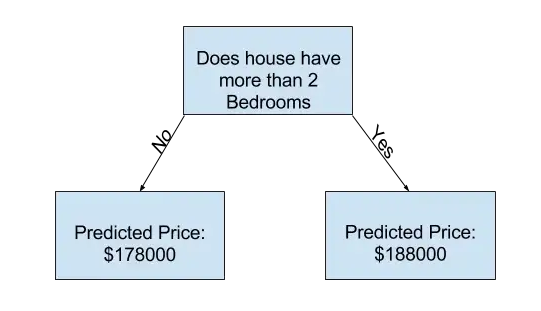 Does house have
more than 2
Bedrooms
No
Yes
Predicted Price:
$178000
Predicted Price:
$188000